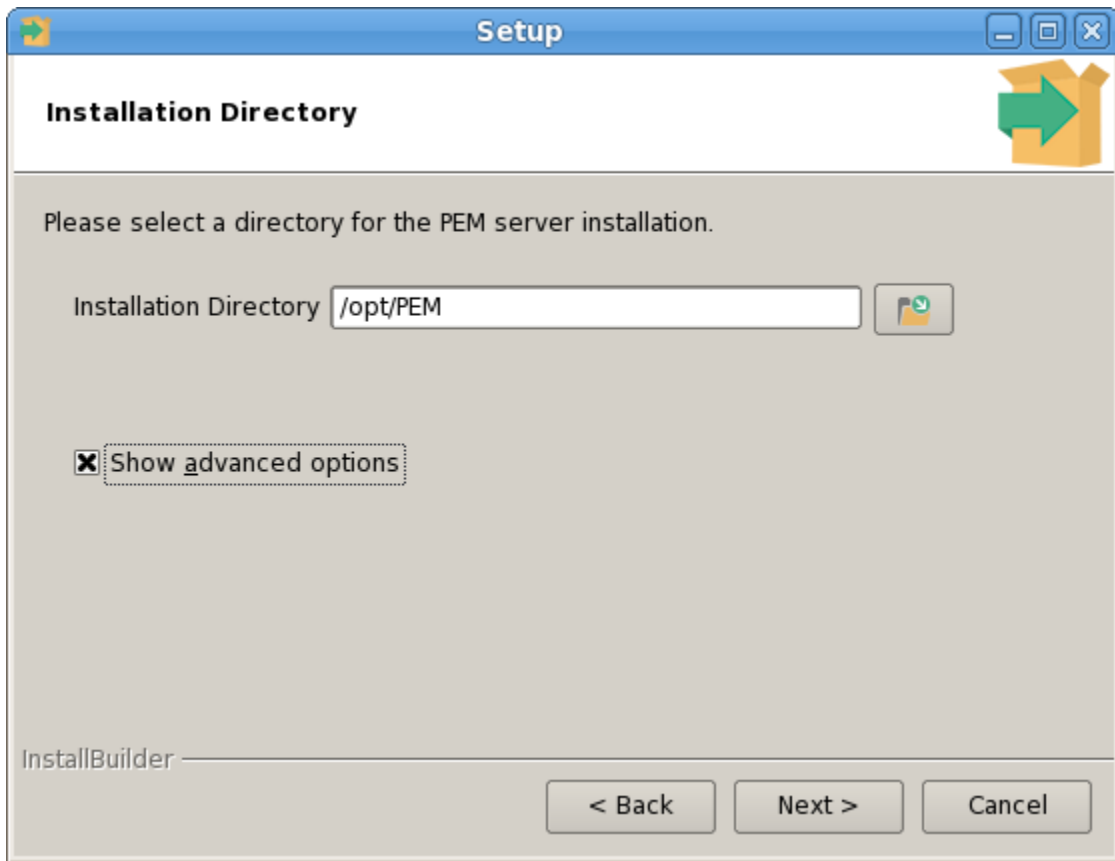 Setup
Installation Directory
Please select a directory for the PEM server installation.
Installation Directory /opt/PEM
Show advanced options
InstallBuilder
< Back Next > Cancel